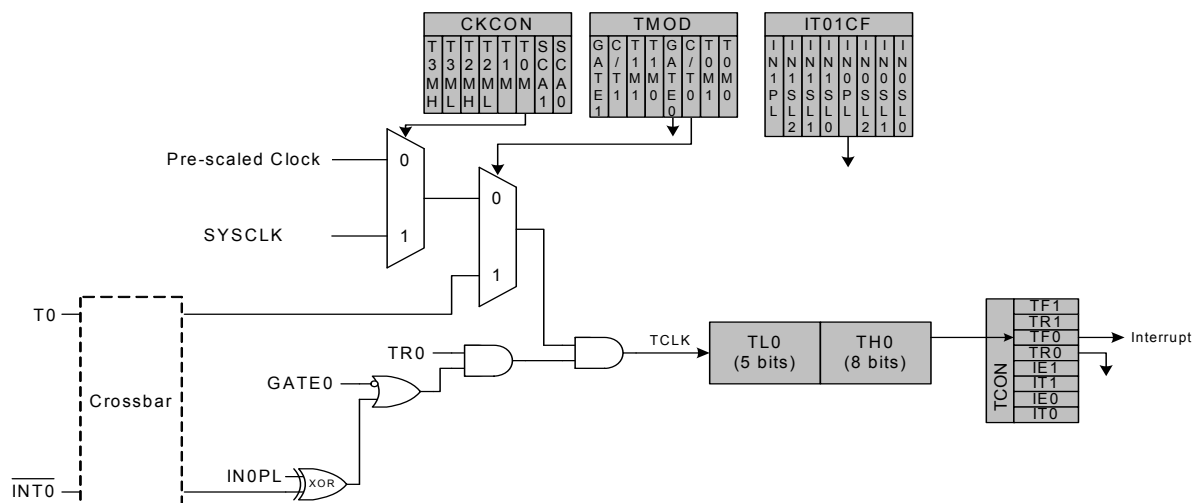 CKCON
T3MH T3ML T2MH T2ML T1M T0M SCA1 SCA0
TMOD
GATE1 C/T1 T1M1 T1M0 GATE0 C/T0 T0M1 T0M0
IT01CF
IN1PL IN1SL2 IN1SL1 IN1SL0 IN0PL IN0SL2 IN0SL1 IN0SL0
Pre-scaled Clock
0
SYSCLK
1
0
1
T0
Crossbar
INT0
TR0
GATE0
IN0PL
XOR
TCLK
TL0
(5 bits)
TH0
(8 bits)
TCON
TF1
TR1
TF0
TR0
IE1
IT1
IE0
IT0
Interrupt